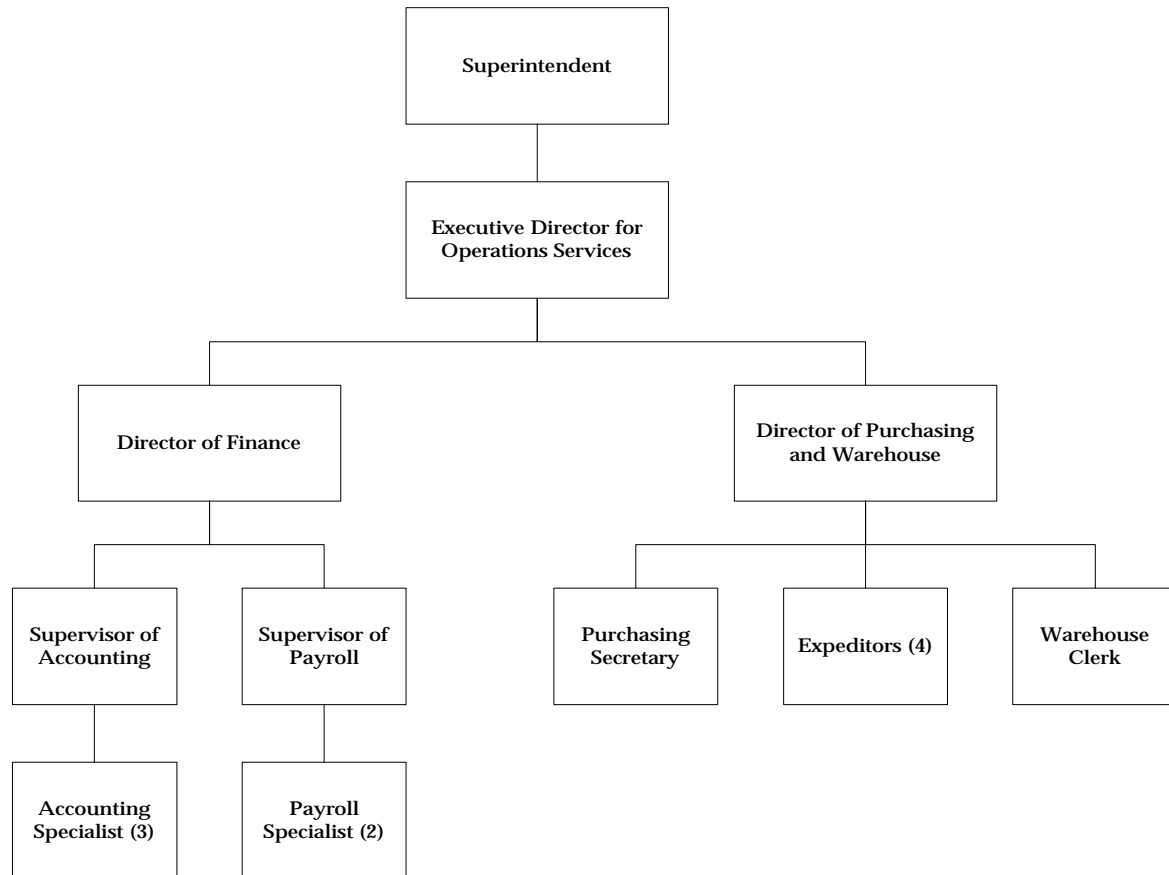 Superintendent
Executive Director for
Operations Services
Director of Finance
Director of Purchasing
and Warehouse
Supervisor of
Accounting
Supervisor of
Payroll
Purchasing
Secretary
Expeditors (4)
Warehouse
Clerk
Accounting
Specialist (3)
Payroll
Specialist (2)